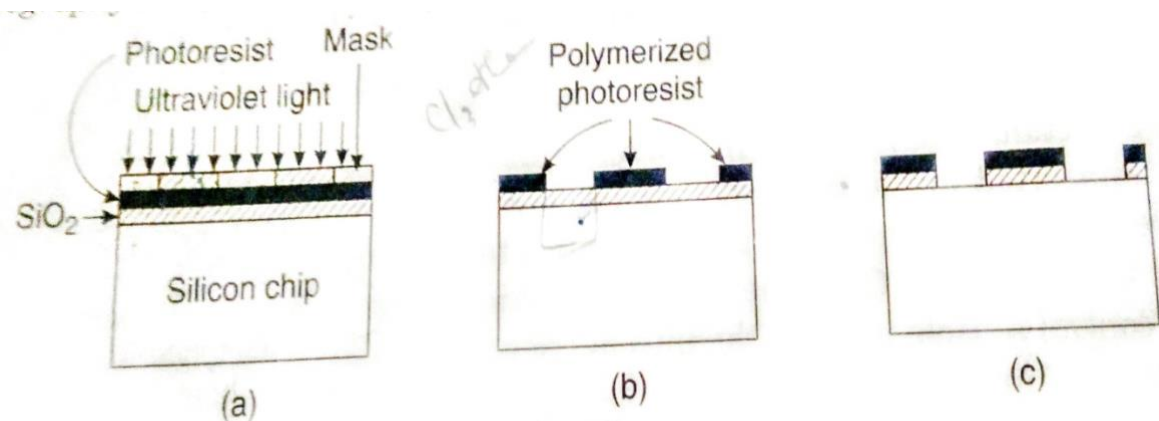 Photoresist
Mask
Ultraviolet light
SiO₂
Silicon chip
(a)
Polymerized
photoresist
(b)
(c)